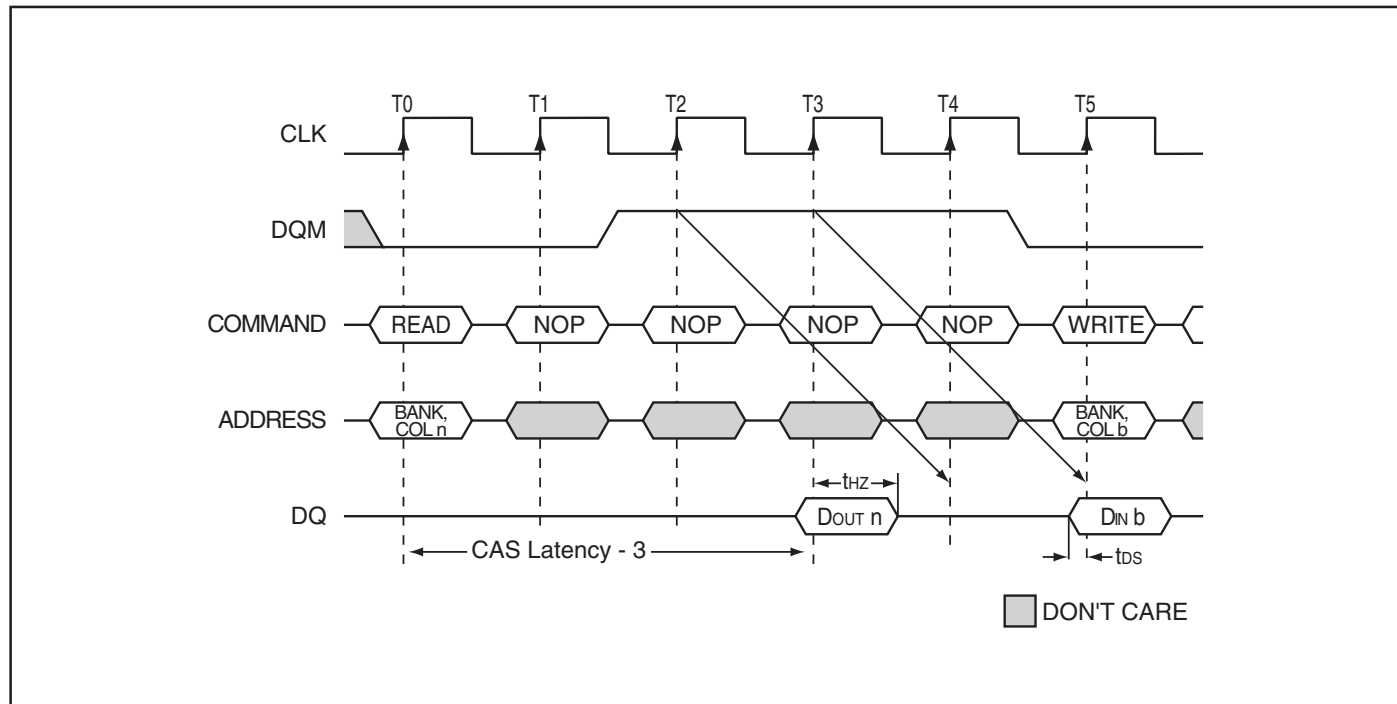 T0 T1 T2 T3 T4 T5
CLK
DQM
COMMAND READ NOP NOP NOP NOP WRITE
ADDRESS BANK, COL n BANK, COL b
tHZ
DQ DOUT n DIN b
CAS Latency - 3 tDS
DON'T CARE